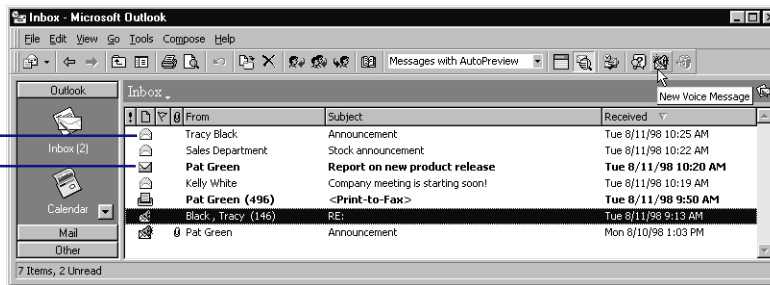 Inbox - Microsoft Outlook
File Edit View Go Tools Compose Help
Messages with AutoPreview
Outlook
Inbox
New Voice Message
! From Subject Received
Tracy Black Announcement Tue 8/11/98 10:25 AM
Inbox (2)
Sales Department Stock announcement Tue 8/11/98 10:22 AM
Pat Green Report on new product release Tue 8/11/98 10:20 AM
Kelly White Company meeting is starting soon! Tue 8/11/98 10:19 AM
Pat Green (496) <Print-to-Fax> Tue 8/11/98 9:50 AM
Calendar
Black , Tracy (146) RE: Tue 8/11/98 9:13 AM
Mail
Pat Green Announcement Mon 8/10/98 1:03 PM
Other
7 Items, 2 Unread